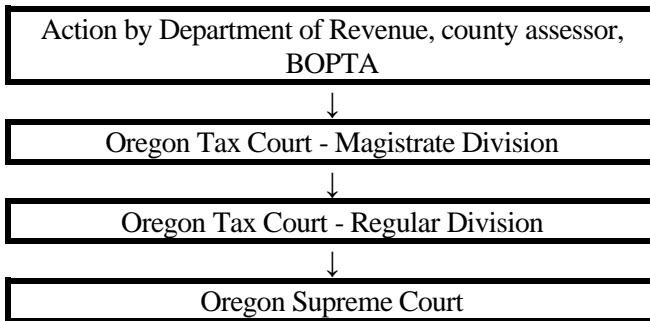 Action by Department of Revenue, county assessor,
BOPTA
↓
Oregon Tax Court - Magistrate Division
↓
Oregon Tax Court - Regular Division
↓
Oregon Supreme Court